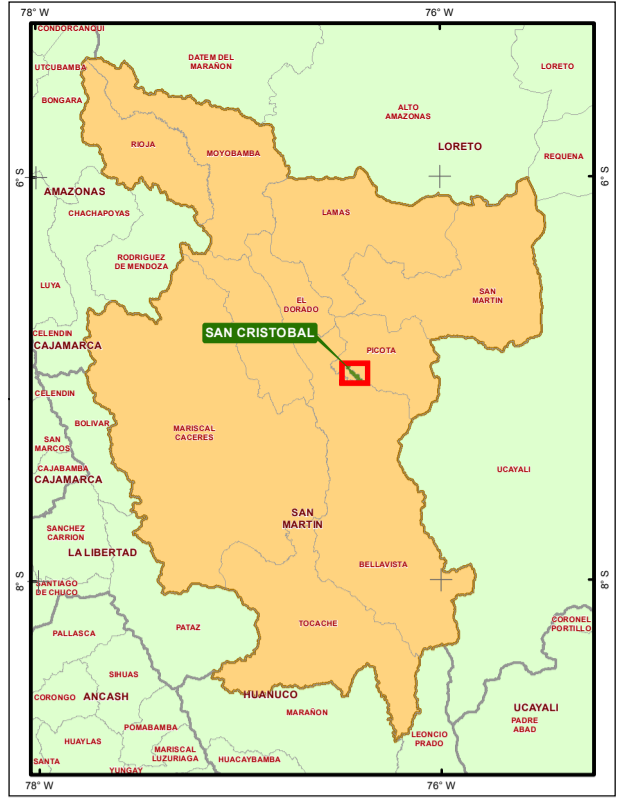 78° W
76° W
CONDORCANQUI
DATEM DEL
MARAÑON
UTCUBAMBA
LORETO
BONGARA
ALTO
AMAZONAS
RIOJA
MOYOBAMBA
LORETO
REQUENA
6° S
6° S
AMAZONAS
CHACHAPOYAS
LAMAS
RODRIGUEZ
DE MENDOZA
LUYA
SAN
MARTIN
EL
DORADO
SAN CRISTOBAL
CELENDIN
CAJAMARCA
PICOTA
CELENDIN
BOLIVAR
MARISCAL
CACERES
SAN
MARCOS
CAJABAMBA
CAJAMARCA
UCAYALI
SAN
MARTIN
SANCHEZ
CARRION
LA LIBERTAD
BELLAVISTA
8° S
8° S
SANTIAGO
DE CHUCO
PALLASCA
PATAZ
TOCACHE
CORONEL
PORTILLO
SIHUAS
CORONGO
ANCASH
HUANUCO
MARAÑON
UCAYALI
PADRE
ABAD
POMABAMBA
HUAYLAS
MARISCAL
LUZURIAGA
LEONCIO
PRADO
SANTA
HUACAYBAMBA
YUNGAY
78° W
76° W